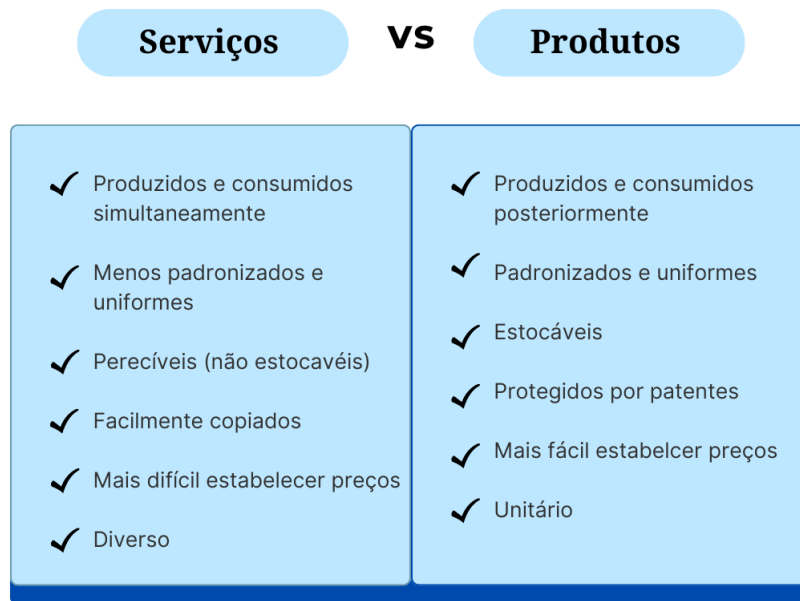 Serviços
vs
Produtos
Produzidos e consumidos
simultaneamente
Menos padronizados e
uniformes
Perecíveis (não estocavéis)
Facilmente copiados
Mais difícil estabelecer preços
Diverso
Produzidos e consumidos
posteriormente
Padronizados e uniformes
Estocáveis
Protegidos por patentes
Mais fácil estabelcer preços
Unitário